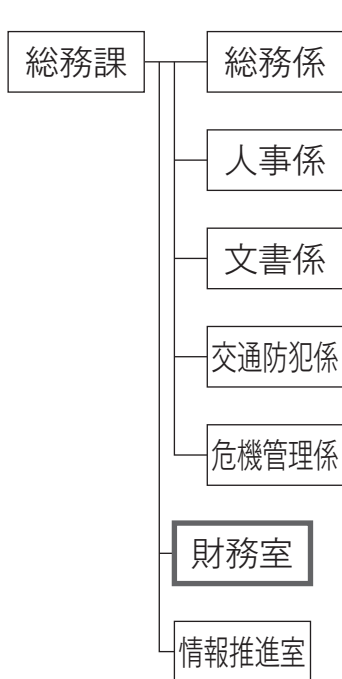 総務課
総務係
人事係
文書係
交通防犯係
危機管理係
財務室
情報推進室